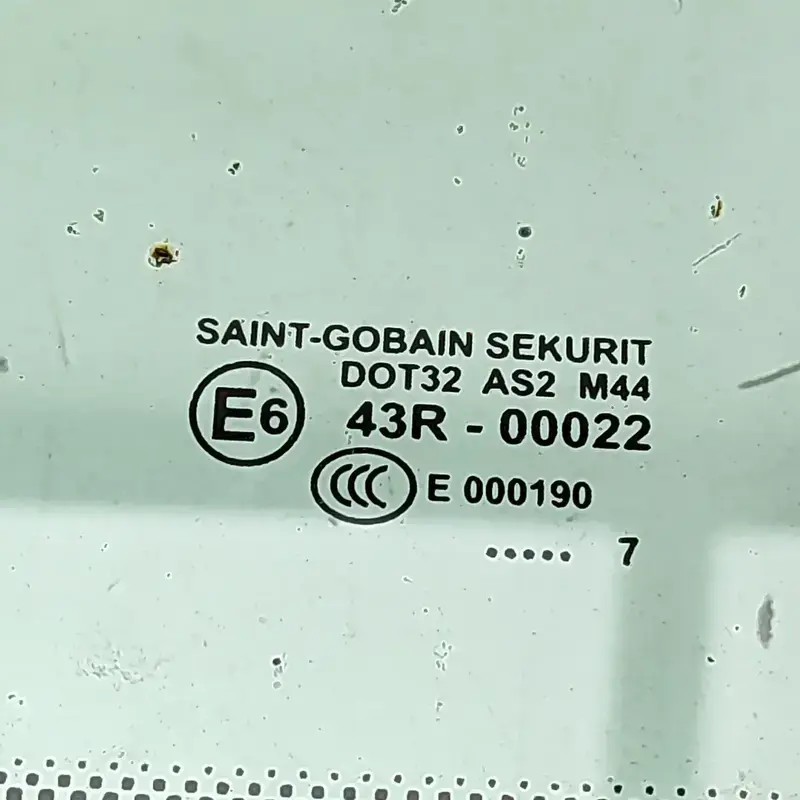 SAINT-GOBAIN SEKURIT
DOT32 AS2 M44
E6 43R - 00022
CCC E 000190
..... 7